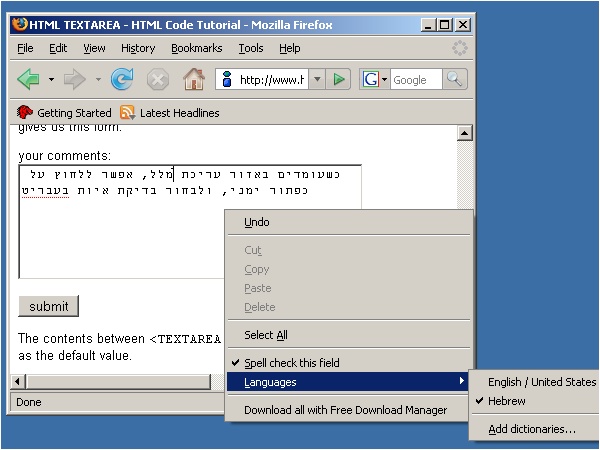 HTML TEXTAREA - HTML Code Tutorial - Mozilla Firefox
File Edit View History Bookmarks Tools Help
http://www.h
G Google
Getting Started Latest Headlines
gives us this form.
your comments:
כשעומדים באזור עריכת מלל, אפשר ללחוץ על
כפתור ימני, ולבחור בדיקת איות בעבריט
submit
The contents between <TEXTAREA
as the default value.
Done
Undo
Cut
Copy
Paste
Delete
Select All
Spell check this field
Languages
Download all with Free Download Manager
English / United States
Hebrew
Add dictionaries...